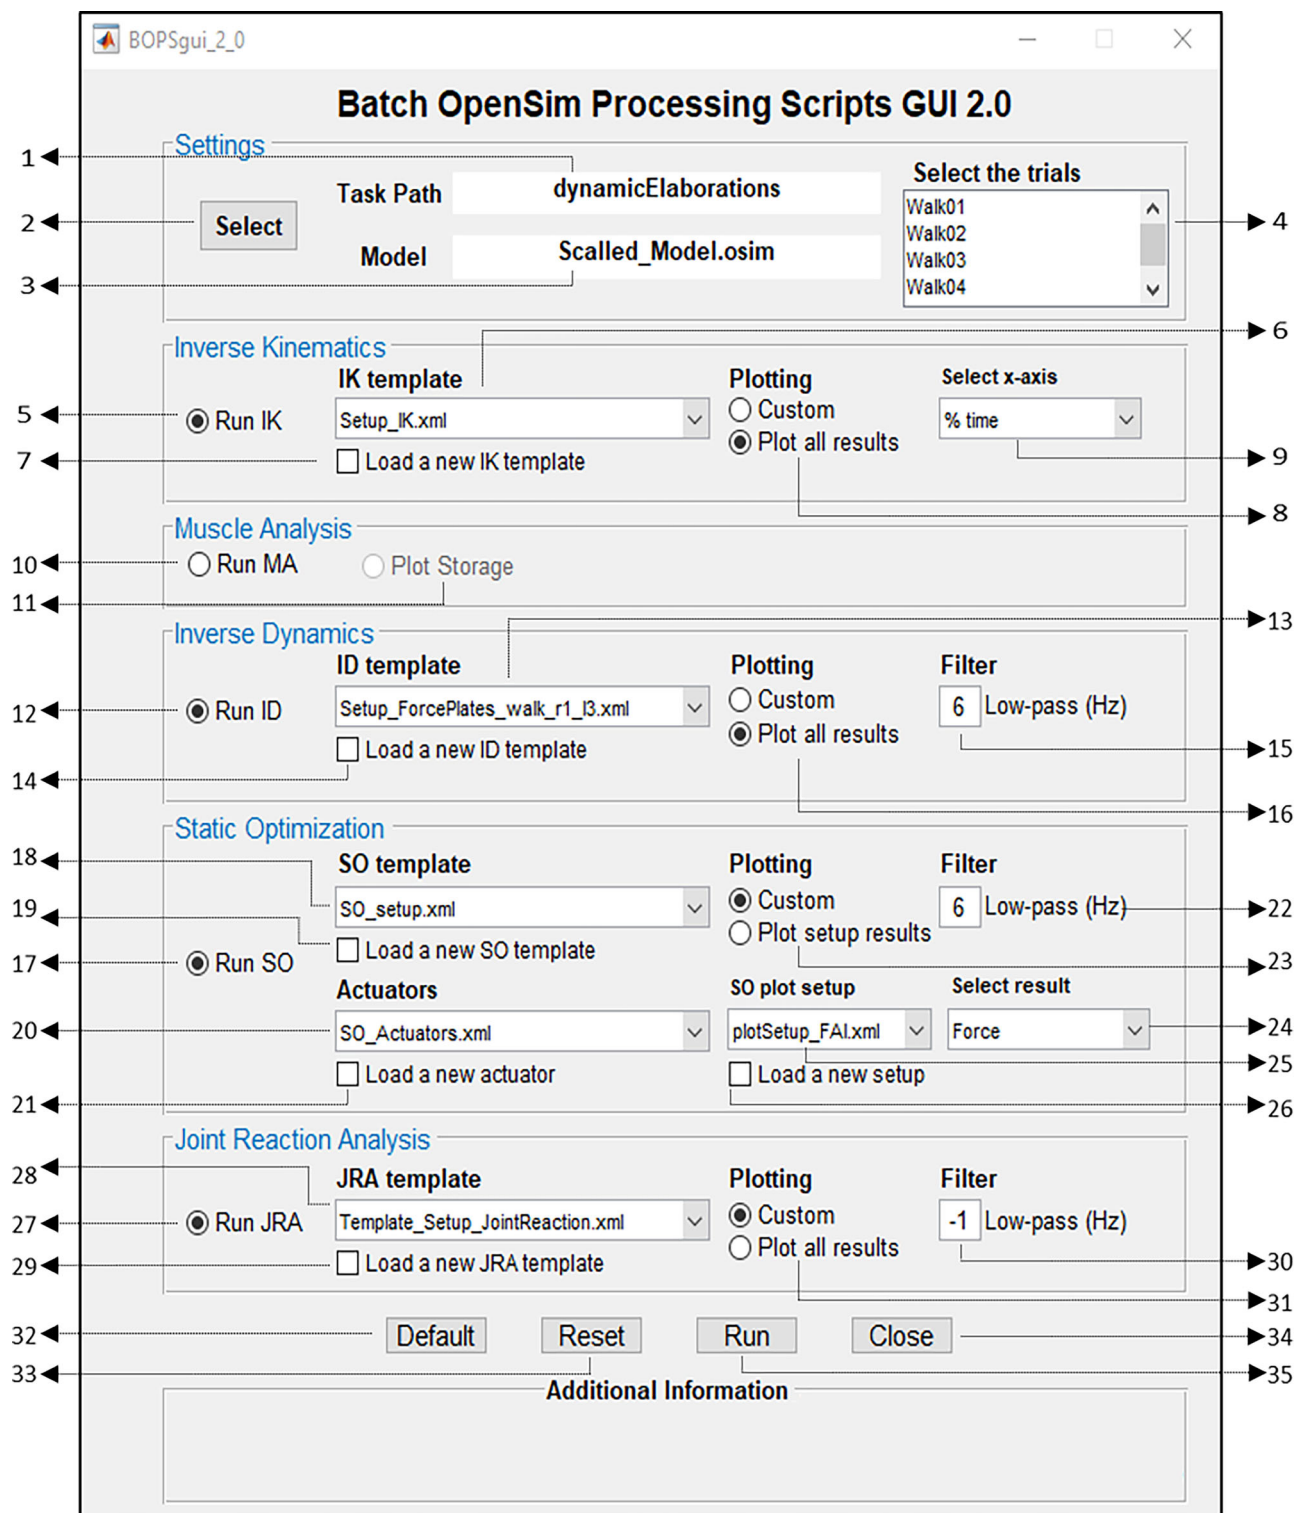 BOPSgui_2_0
Batch OpenSim Processing Scripts GUI 2.0
Settings
1
Task Path
dynamicElaborations
Select the trials
2
Select
Walk01
Walk02
Walk03
Walk04
4
Model
Scalled_Model.osim
3
6
Inverse Kinematics
IK template
Plotting
Select x-axis
5
Run IK
Setup_IK.xml
Custom
Plot all results
% time
7
Load a new IK template
9
8
Muscle Analysis
10
Run MA
Plot Storage
11
13
Inverse Dynamics
ID template
Plotting
Filter
12
Run ID
Setup_ForcePlates_walk_r1_l3.xml
Custom
Plot all results
6 Low-pass (Hz)
14
Load a new ID template
15
16
Static Optimization
18
SO template
Plotting
Filter
19
SO_setup.xml
Custom
Plot setup results
6 Low-pass (Hz)
22
Load a new SO template
17
Run SO
23
Actuators
SO plot setup
Select result
20
SO_Actuators.xml
plotSetup_FAI.xml
Force
24
25
21
Load a new actuator
Load a new setup
26
Joint Reaction Analysis
28
JRA template
Plotting
Filter
27
Run JRA
Template_Setup_JointReaction.xml
Custom
Plot all results
-1 Low-pass (Hz)
29
Load a new JRA template
30
31
32
Default
Reset
Run
Close
34
33
35
Additional Information